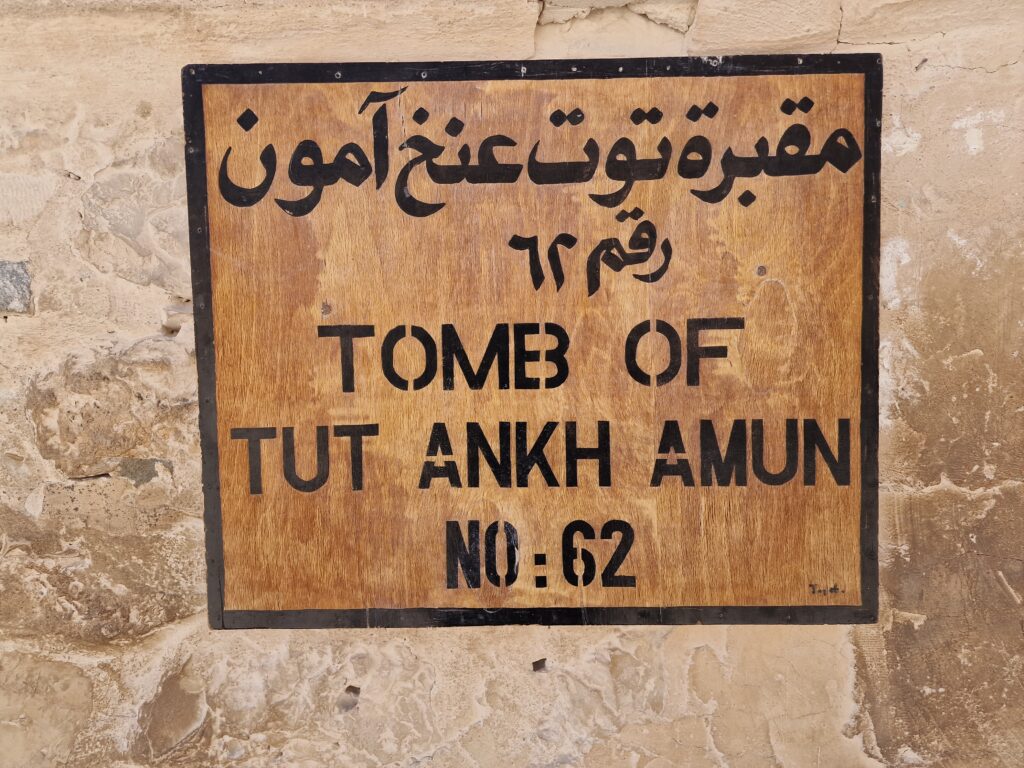 مقبرة توت عنخ آمون
رقم ٦٢
TOMB OF
TUT ANKH AMUN
NO: 62